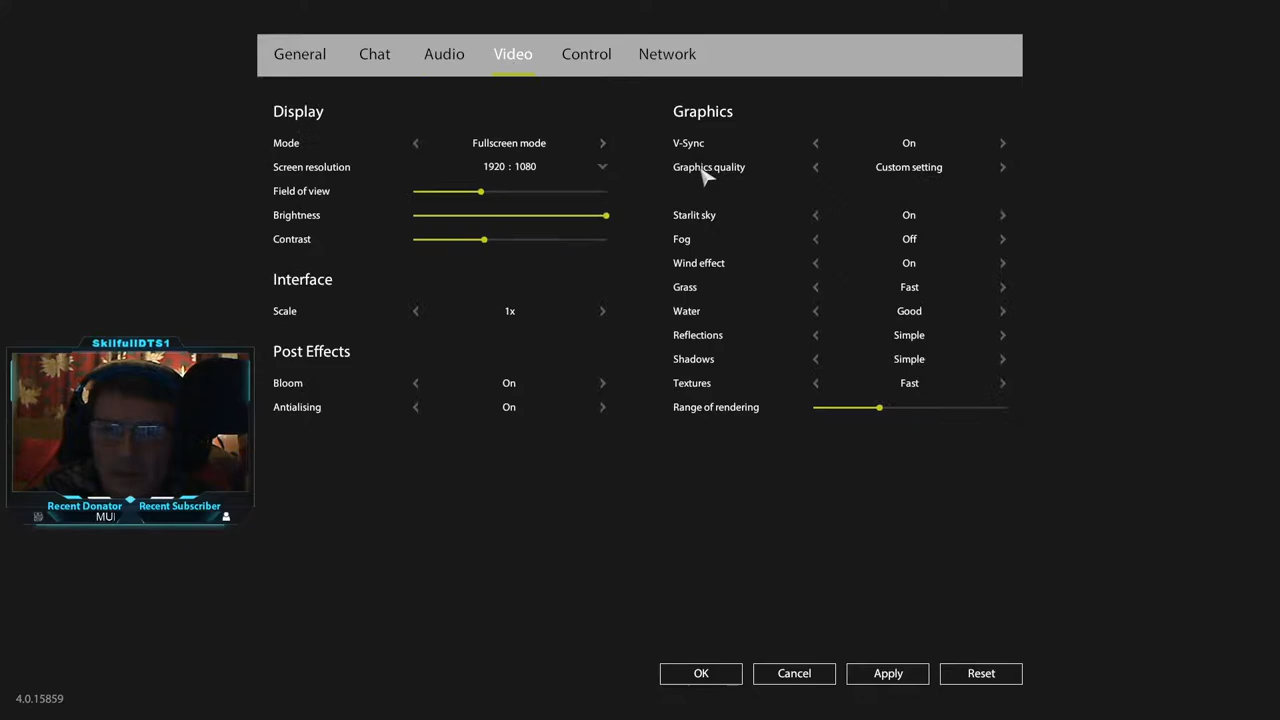 General Chat Audio Video Control Network
Display
Mode Fullscreen mode
Screen resolution 1920 : 1080
Field of view
Brightness
Contrast
Interface
Scale 1x
Post Effects
Bloom On
Antialising On
Graphics
V-Sync On
Graphics quality Custom setting
Starlit sky On
Fog Off
Wind effect On
Grass Fast
Water Good
Reflections Simple
Shadows Simple
Textures Fast
Range of rendering
SkilfullDTS1
Recent Donator Recent Subscriber
OK Cancel Apply Reset
4.0.15859